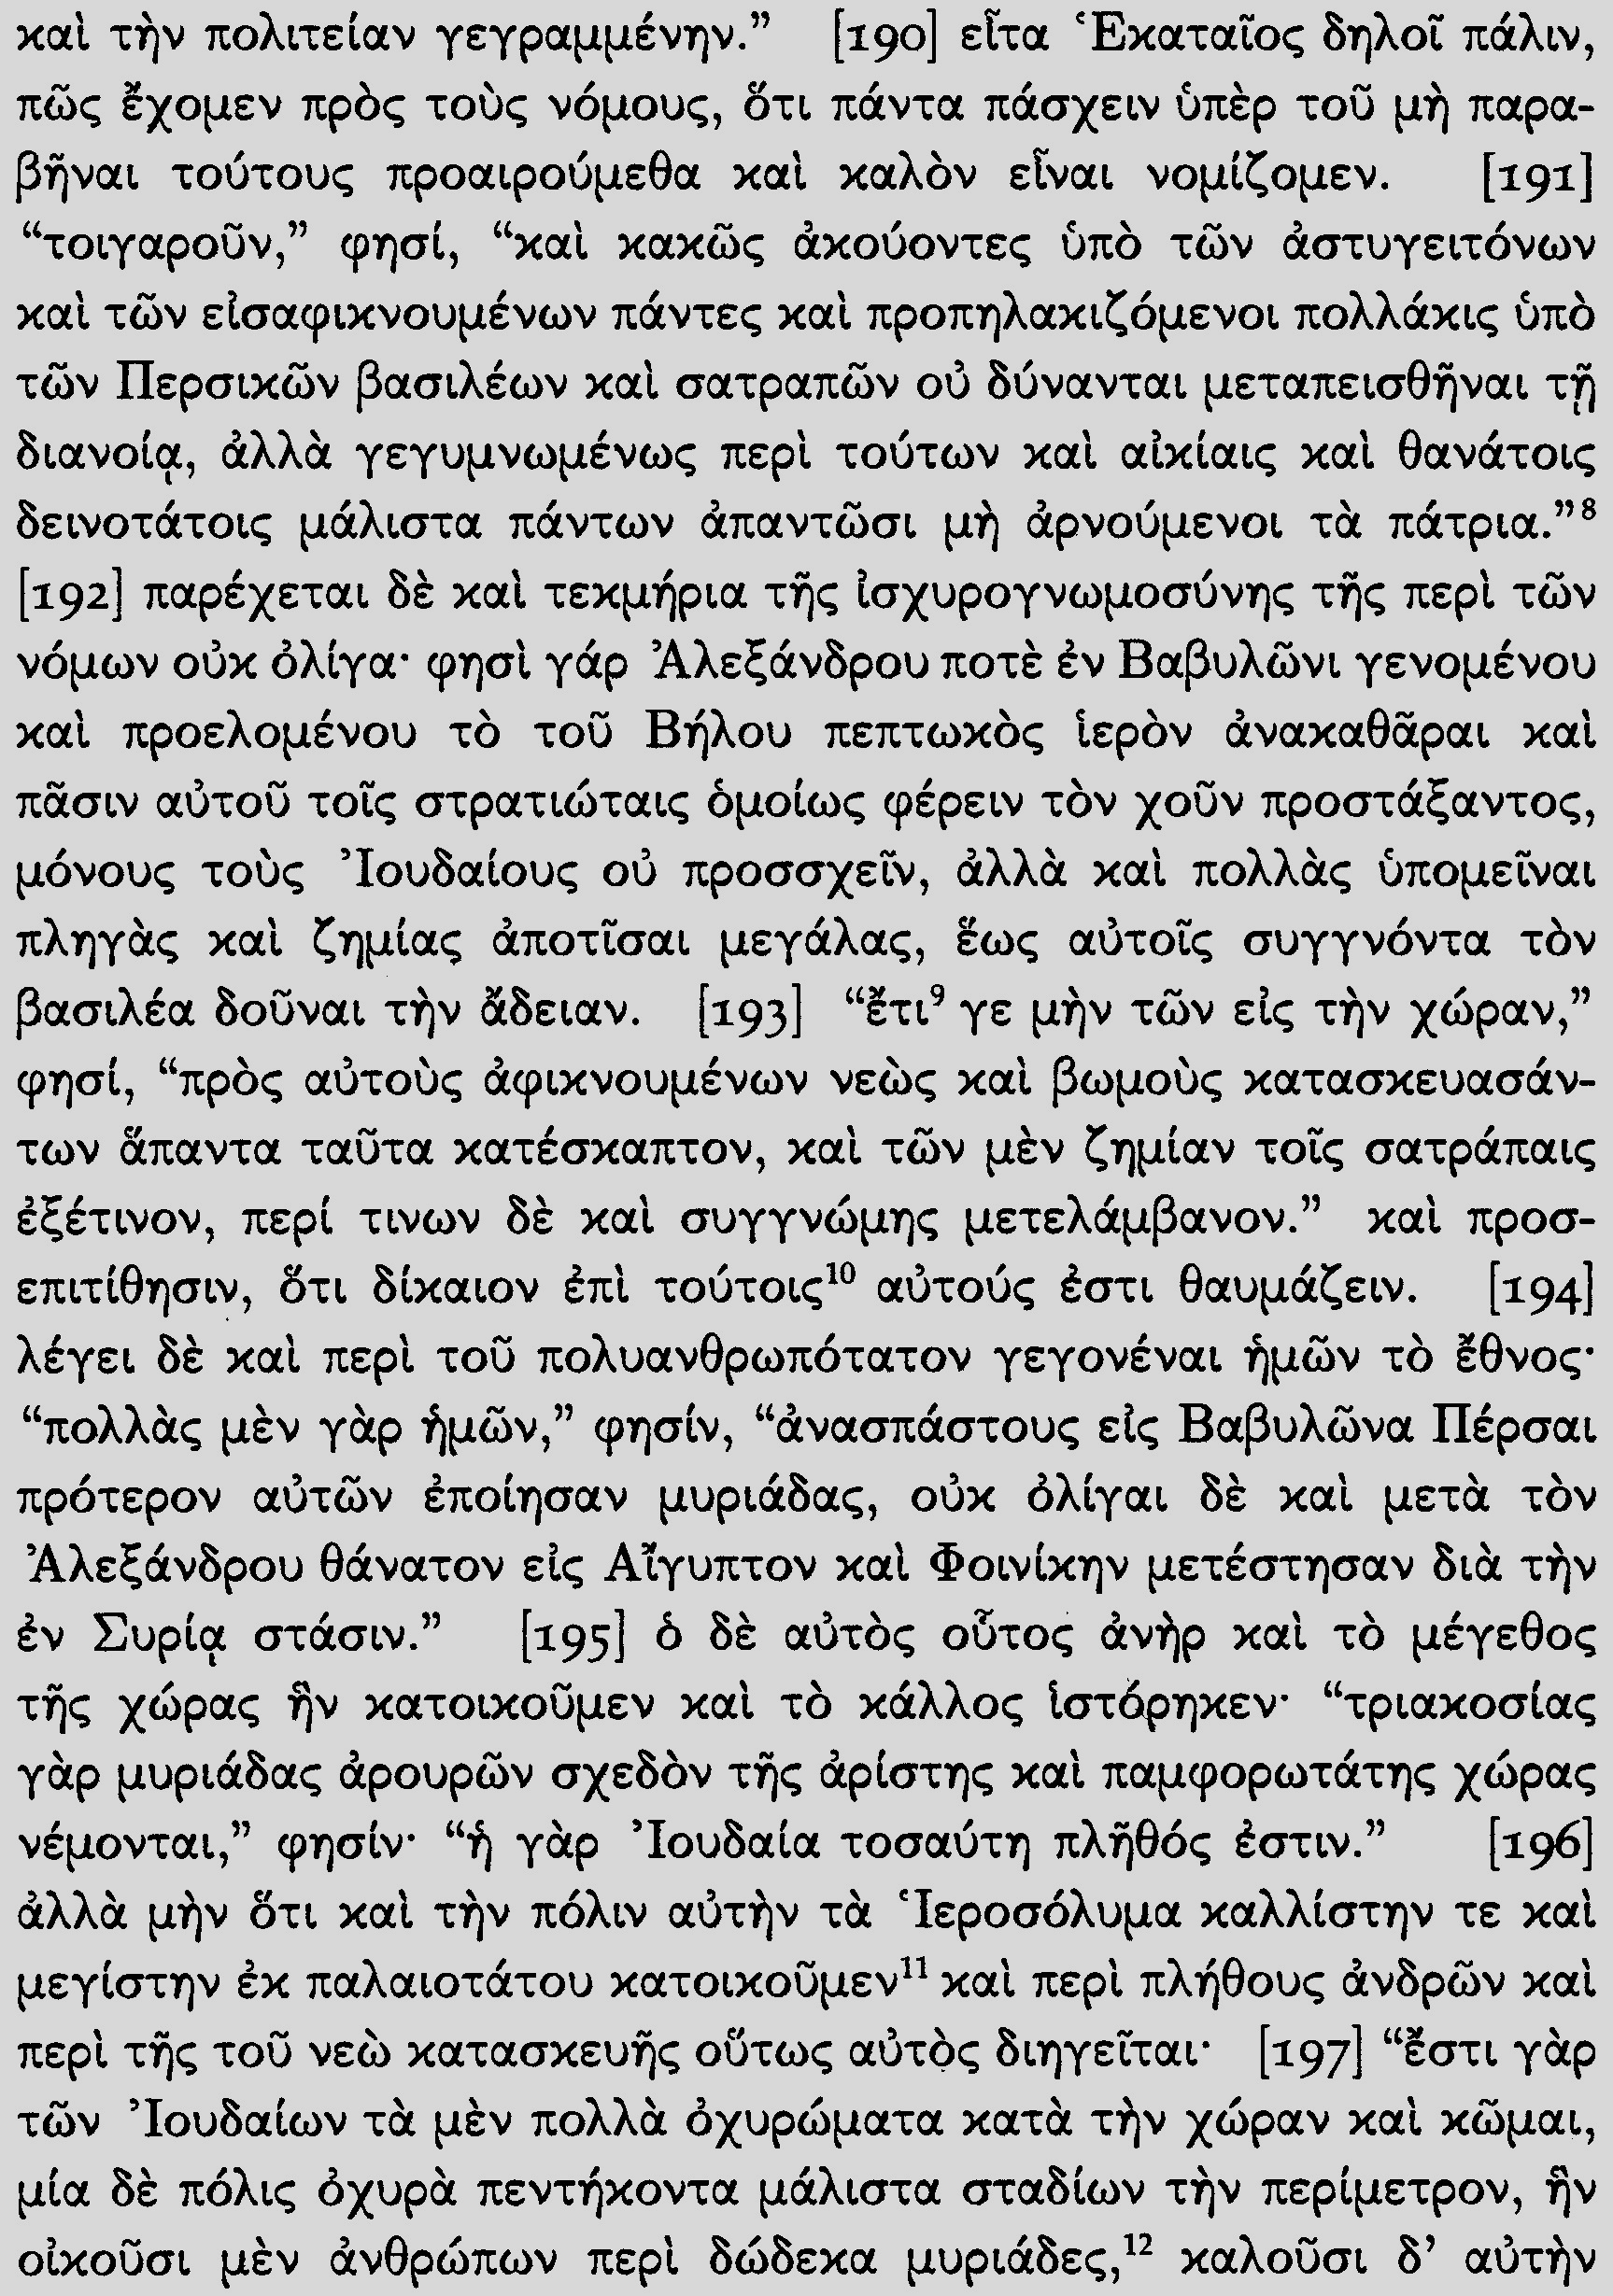 καὶ τὴν πολιτείαν γεγραμμένην.” [190] εἶτα Ἑκαταῖος δηλοῖ πάλιν,
πῶς ἔχομεν πρὸς τοὺς νόμους, ὅτι πάντα πάσχειν ὑπὲρ τοῦ μὴ παρα-
βῆναι τούτους προαιρούμεθα καὶ καλὸν εἶναι νομίζομεν. [191]
“τοιγαροῦν,” φησί, “καὶ κακῶς ἀκούοντες ὑπὸ τῶν ἀστυγειτόνων
καὶ τῶν εἰσαφικνουμένων πάντες καὶ προπηλακιζόμενοι πολλάκις ὑπὸ
τῶν Περσικῶν βασιλέων καὶ σατραπῶν οὐ δύνανται μεταπεισθῆναι τῇ
διανοίᾳ, ἀλλὰ γεγυμνωμένως περὶ τούτων καὶ αἰκίαις καὶ θανάτοις
δεινοτάτοις μάλιστα πάντων ἀπαντῶσι μὴ ἀρνούμενοι τὰ πάτρια.”⁸
[192] παρέχεται δὲ καὶ τεκμήρια τῆς ἰσχυρογνωμοσύνης τῆς περὶ τῶν
νόμων οὐκ ὀλίγα· φησὶ γάρ Ἀλεξάνδρου ποτὲ ἐν Βαβυλῶνι γενομένου
καὶ προελομένου τὸ τοῦ Βήλου πεπτωκὸς ἱερὸν ἀνακαθᾶραι καὶ
πᾶσιν αὐτοῦ τοῖς στρατιώταις ὁμοίως φέρειν τὸν χοῦν προστάξαντος,
μόνους τοὺς Ἰουδαίους οὐ προσσχεῖν, ἀλλὰ καὶ πολλὰς ὑπομεῖναι
πληγὰς καὶ ζημίας ἀποτῖσαι μεγάλας, ἕως αὐτοῖς συγγνόντα τὸν
βασιλέα δοῦναι τὴν ἄδειαν. [193] “ἔτι⁹ γε μὴν τῶν εἰς τὴν χώραν,”
φησί, “πρὸς αὐτοὺς ἀφικνουμένων νεὼς καὶ βωμοὺς κατασκευασάν-
των ἅπαντα ταῦτα κατέσκαπτον, καὶ τῶν μὲν ζημίαν τοῖς σατράπαις
ἐξέτινον, περί τινων δὲ καὶ συγγνώμης μετελάμβανον.” καὶ προσ-
επιτίθησιν, ὅτι δίκαιον ἐπὶ τούτοις¹⁰ αὐτούς ἐστι θαυμάζειν. [194]
λέγει δὲ καὶ περὶ τοῦ πολυανθρωπότατον γεγονέναι ἡμῶν τὸ ἔθνος·
“πολλὰς μὲν γὰρ ἡμῶν,” φησίν, “ἀνασπάστους εἰς Βαβυλῶνα Πέρσαι
πρότερον αὐτῶν ἐποίησαν μυριάδας, οὐκ ὀλίγαι δὲ καὶ μετὰ τὸν
Ἀλεξάνδρου θάνατον εἰς Αἴγυπτον καὶ Φοινίκην μετέστησαν διὰ τὴν
ἐν Συρίᾳ στάσιν.” [195] ὁ δὲ αὐτὸς οὗτος ἀνὴρ καὶ τὸ μέγεθος
τῆς χώρας ἣν κατοικοῦμεν καὶ τὸ κάλλος ἱστόρηκεν· “τριακοσίας
γὰρ μυριάδας ἀρουρῶν σχεδὸν τῆς ἀρίστης καὶ παμφορωτάτης χώρας
νέμονται,” φησίν· “ἡ γὰρ Ἰουδαία τοσαύτη πλῆθός ἐστιν.” [196]
ἀλλὰ μὴν ὅτι καὶ τὴν πόλιν αὐτὴν τὰ Ἱεροσόλυμα καλλίστην τε καὶ
μεγίστην ἐκ παλαιοτάτου κατοικοῦμεν¹¹ καὶ περὶ πλήθους ἀνδρῶν καὶ
περὶ τῆς τοῦ νεὼ κατασκευῆς οὕτως αὐτὸς διηγεῖται· [197] “ἔστι γὰρ
τῶν Ἰουδαίων τὰ μὲν πολλὰ ὀχυρώματα κατὰ τὴν χώραν καὶ κῶμαι,
μία δὲ πόλις ὀχυρὰ πεντήκοντα μάλιστα σταδίων τὴν περίμετρον, ἣν
οἰκοῦσι μὲν ἀνθρώπων περὶ δώδεκα μυριάδες,¹² καλοῦσι δ’ αὐτὴν